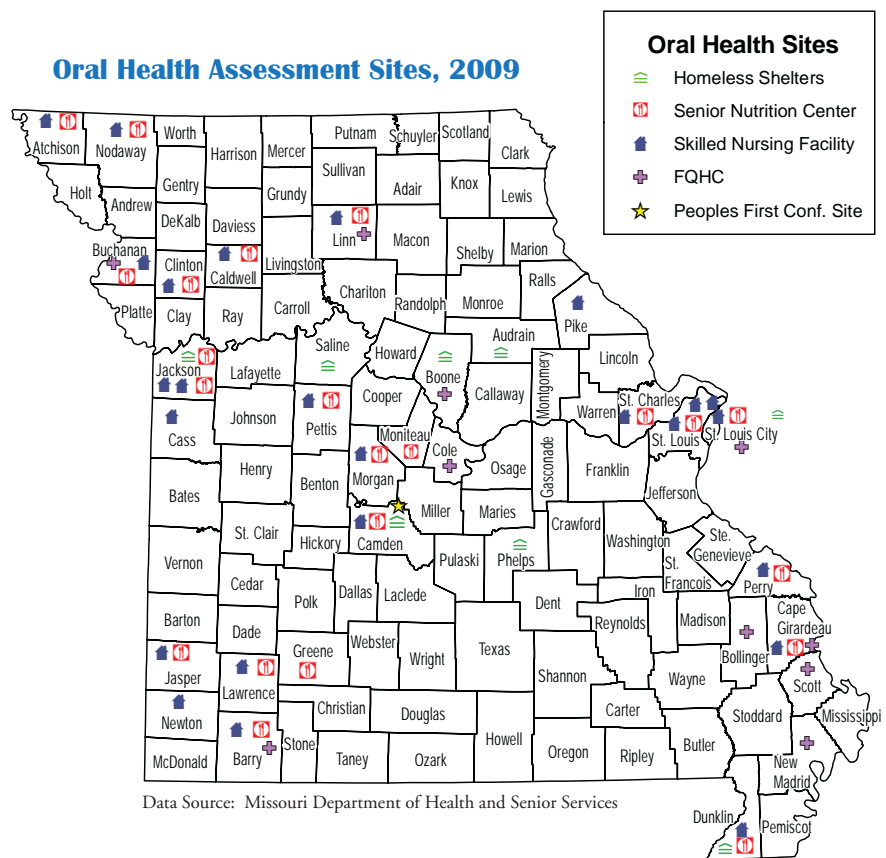 Oral Health Assessment Sites, 2009
Oral Health Sites
Homeless Shelters
Senior Nutrition Center
Skilled Nursing Facility
FQHC
Peoples First Conf. Site
Atchison
Nodaway
Worth
Harrison
Mercer
Putnam
Schuyler
Scotland
Clark
Holt
Andrew
Gentry
DeKalb
Daviess
Grundy
Sullivan
Adair
Knox
Lewis
Buchanan
Clinton
Caldwell
Livingston
Linn
Macon
Shelby
Marion
Platte
Clay
Ray
Carroll
Chariton
Randolph
Monroe
Ralls
Pike
Jackson
Lafayette
Saline
Howard
Boone
Audrain
Callaway
Montgomery
Lincoln
Warren
St. Charles
St. Louis
St. Louis City
Cass
Johnson
Pettis
Cooper
Moniteau
Cole
Osage
Gasconade
Franklin
Jefferson
Bates
Henry
Benton
Morgan
Miller
Maries
Crawford
Washington
Ste.
Genevieve
St.
Francois
Vernon
St. Clair
Hickory
Camden
Pulaski
Phelps
Iron
Perry
Cedar
Polk
Dallas
Laclede
Dent
Reynolds
Madison
Bollinger
Cape
Girardeau
Barton
Dade
Greene
Webster
Wright
Texas
Shannon
Wayne
Scott
Jasper
Lawrence
Christian
Douglas
Carter
Stoddard
Mississippi
Newton
McDonald
Barry
Stone
Taney
Ozark
Howell
Oregon
Ripley
Butler
New
Madrid
Dunklin
Pemiscot
Data Source: Missouri Department of Health and Senior Services